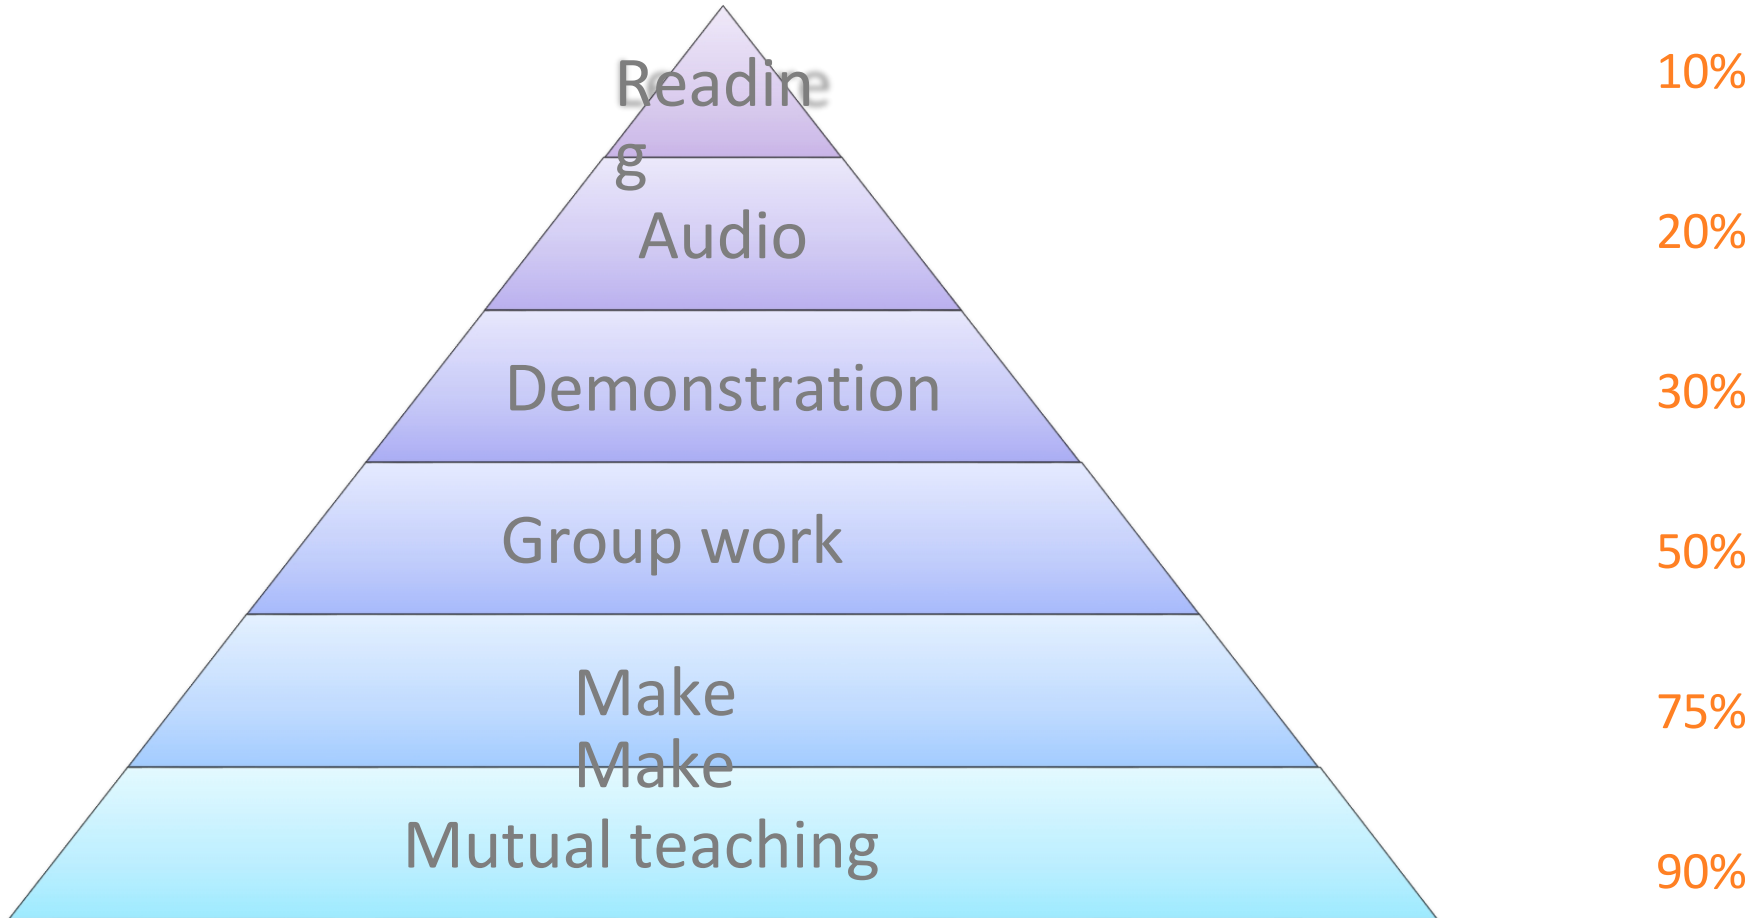 Readin
g
10%
Audio
20%
Demonstration
30%
Group work
50%
Make
75%
Make
Mutual teaching
90%